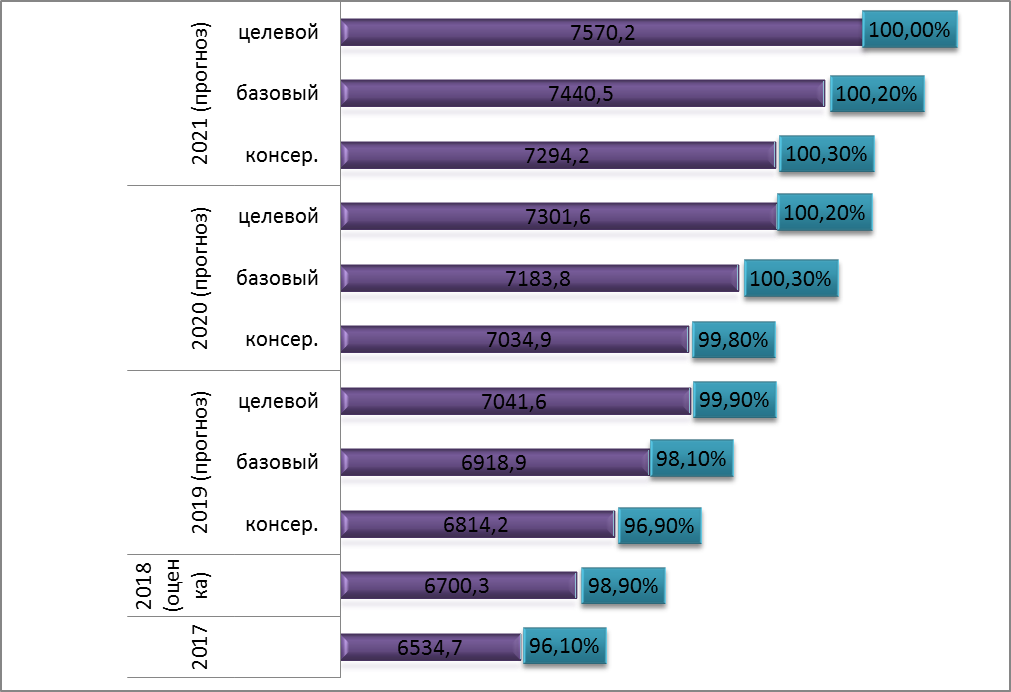 2021 (прогноз)
целевой 7570,2 100,00%
базовый 7440,5 100,20%
консер. 7294,2 100,30%
2020 (прогноз)
целевой 7301,6 100,20%
базовый 7183,8 100,30%
консер. 7034,9 99,80%
2019 (прогноз)
целевой 7041,6 99,90%
базовый 6918,9 98,10%
консер. 6814,2 96,90%
2018
(оцен
ка)
6700,3 98,90%
2017 6534,7 96,10%